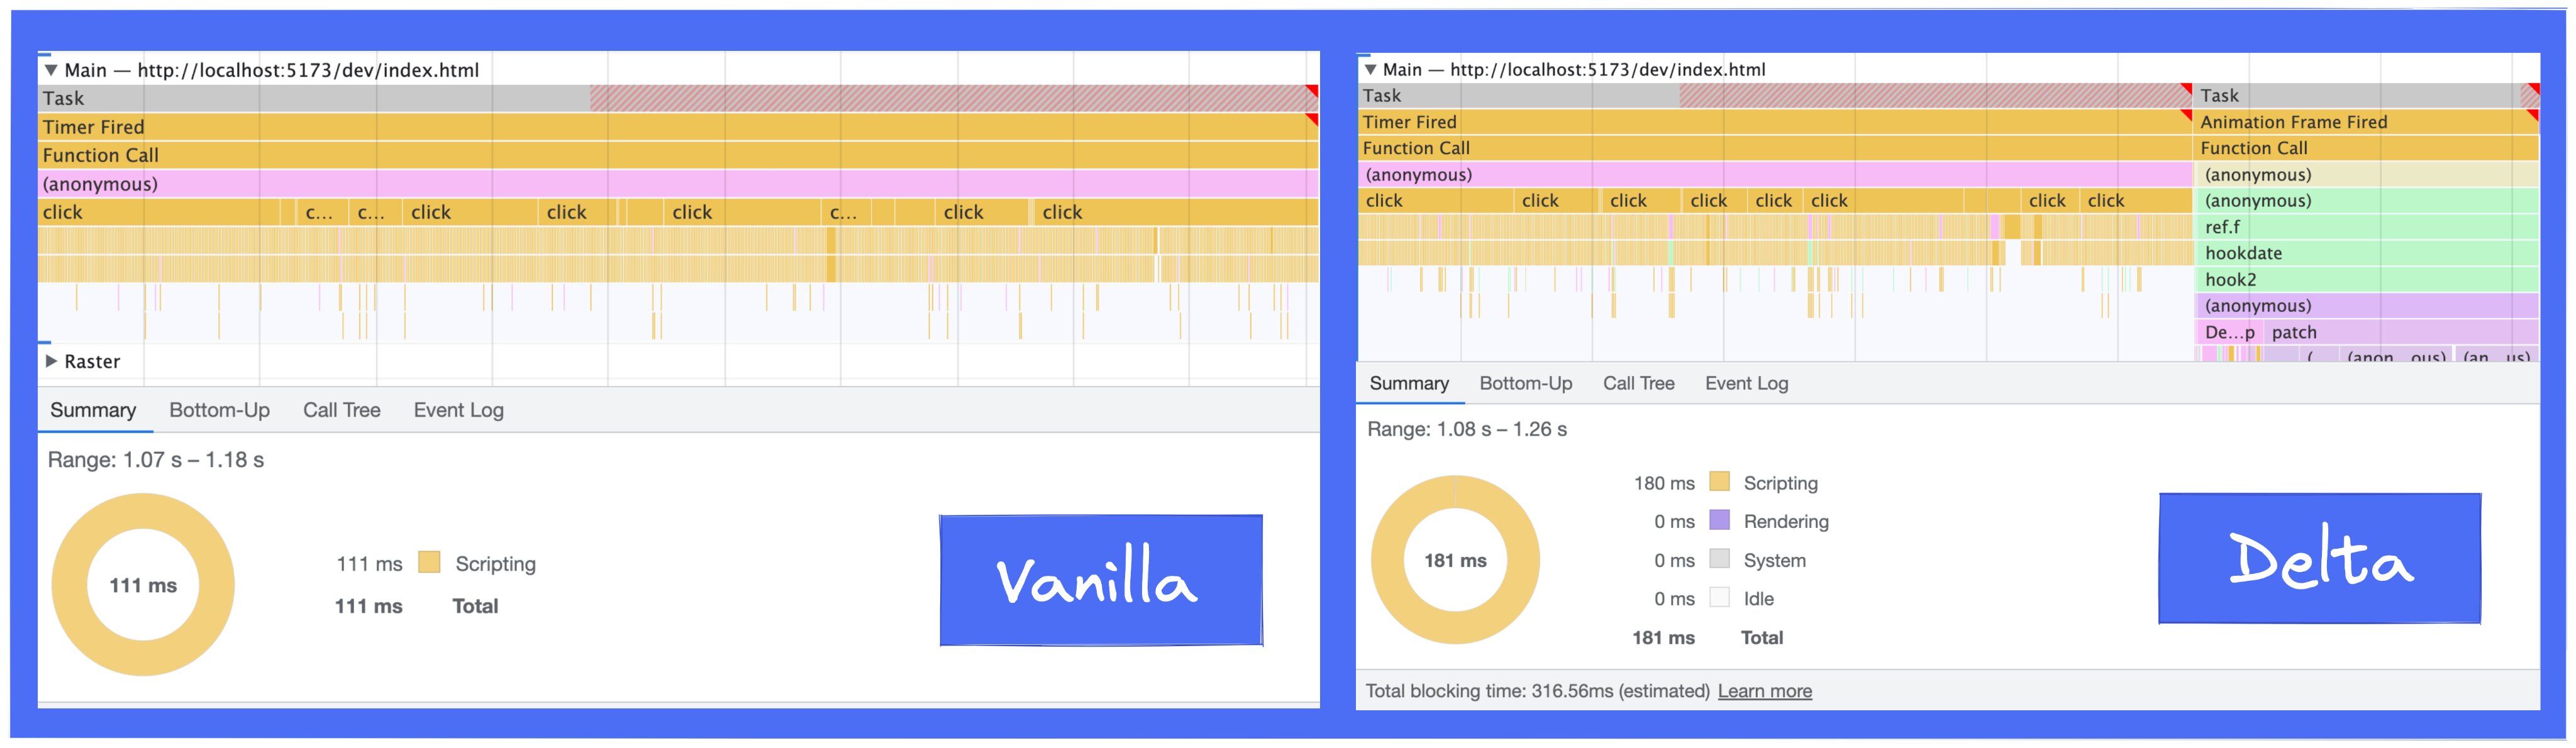 Main — http://localhost:5173/dev/index.html
Task
Timer Fired
Function Call
(anonymous)
click c... c... click click click c... click click
Raster
Summary Bottom-Up Call Tree Event Log
Range: 1.07 s – 1.18 s
111 ms
111 ms Scripting
111 ms Total
Vanilla
Main — http://localhost:5173/dev/index.html
Task Task
Timer Fired Animation Frame Fired
Function Call Function Call
(anonymous) (anonymous)
click click click click click click click click (anonymous)
ref.f
hookdate
hook2
(anonymous)
De...p patch
( (anon...ous) (an...us)
Summary Bottom-Up Call Tree Event Log
Range: 1.08 s – 1.26 s
181 ms
180 ms Scripting
0 ms Rendering
0 ms System
0 ms Idle
181 ms Total
Delta
Total blocking time: 316.56ms (estimated) Learn more